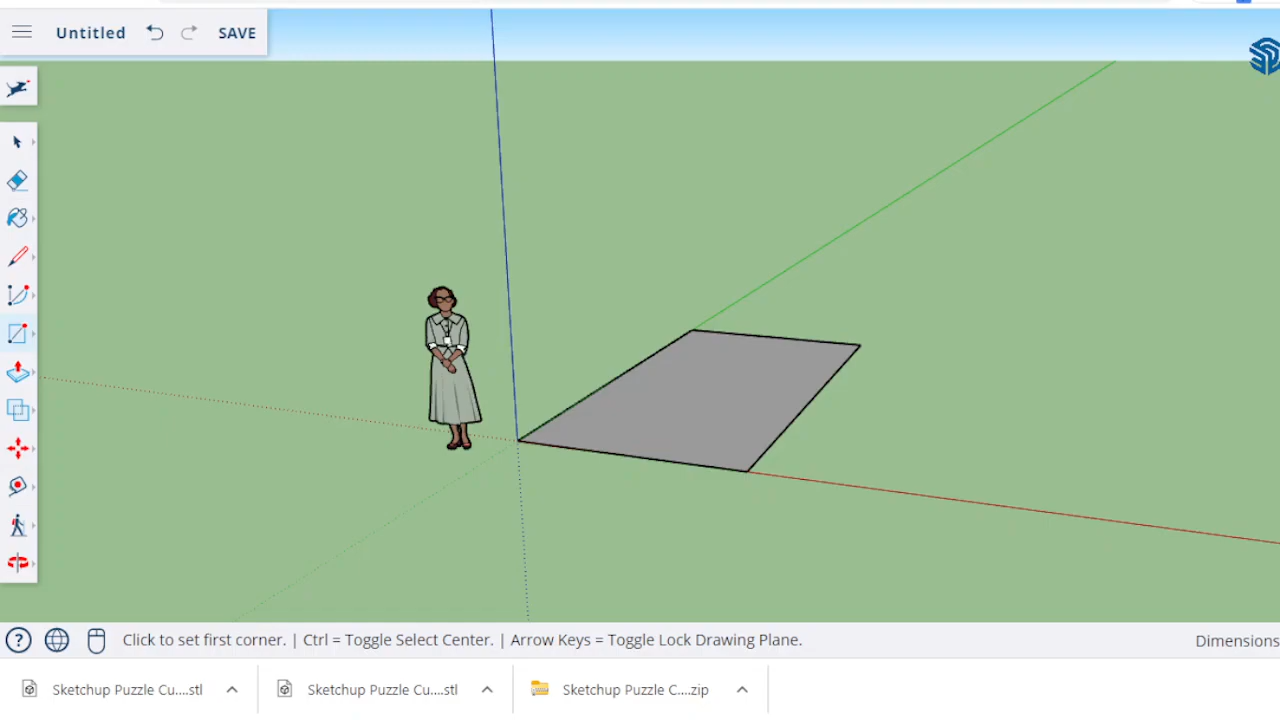 Untitled SAVE
? Click to set first corner. | Ctrl = Toggle Select Center. | Arrow Keys = Toggle Lock Drawing Plane. Dimensions
Sketchup Puzzle Cu....stl Sketchup Puzzle Cu....stl Sketchup Puzzle C....zip